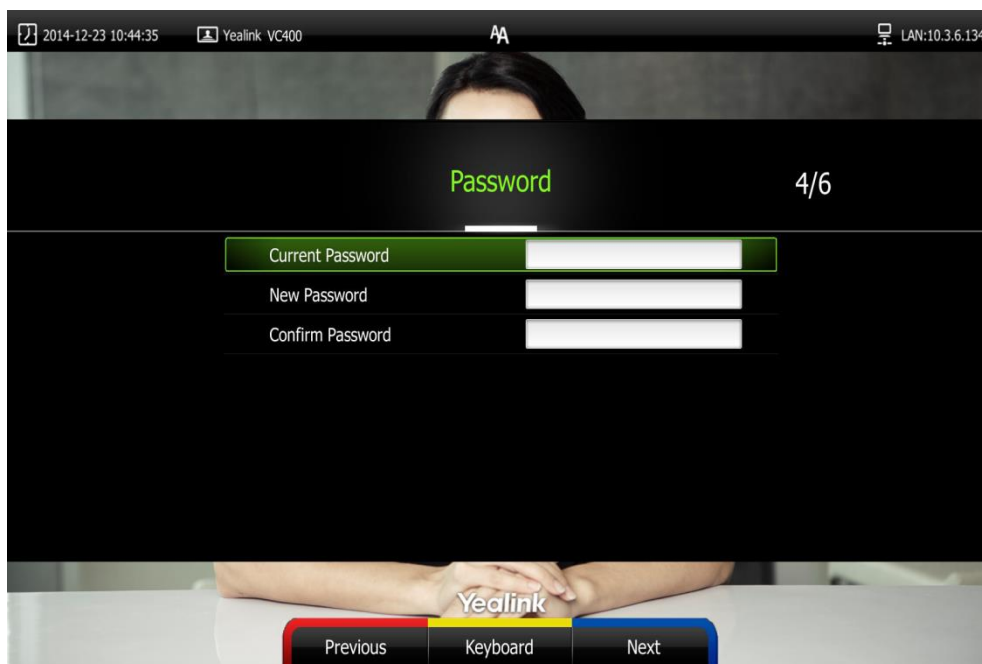 2014-12-23 10:44:35 Yealink VC400 AA LAN:10.3.6.134
Password 4/6
Current Password
New Password
Confirm Password
Yealink
Previous Keyboard Next